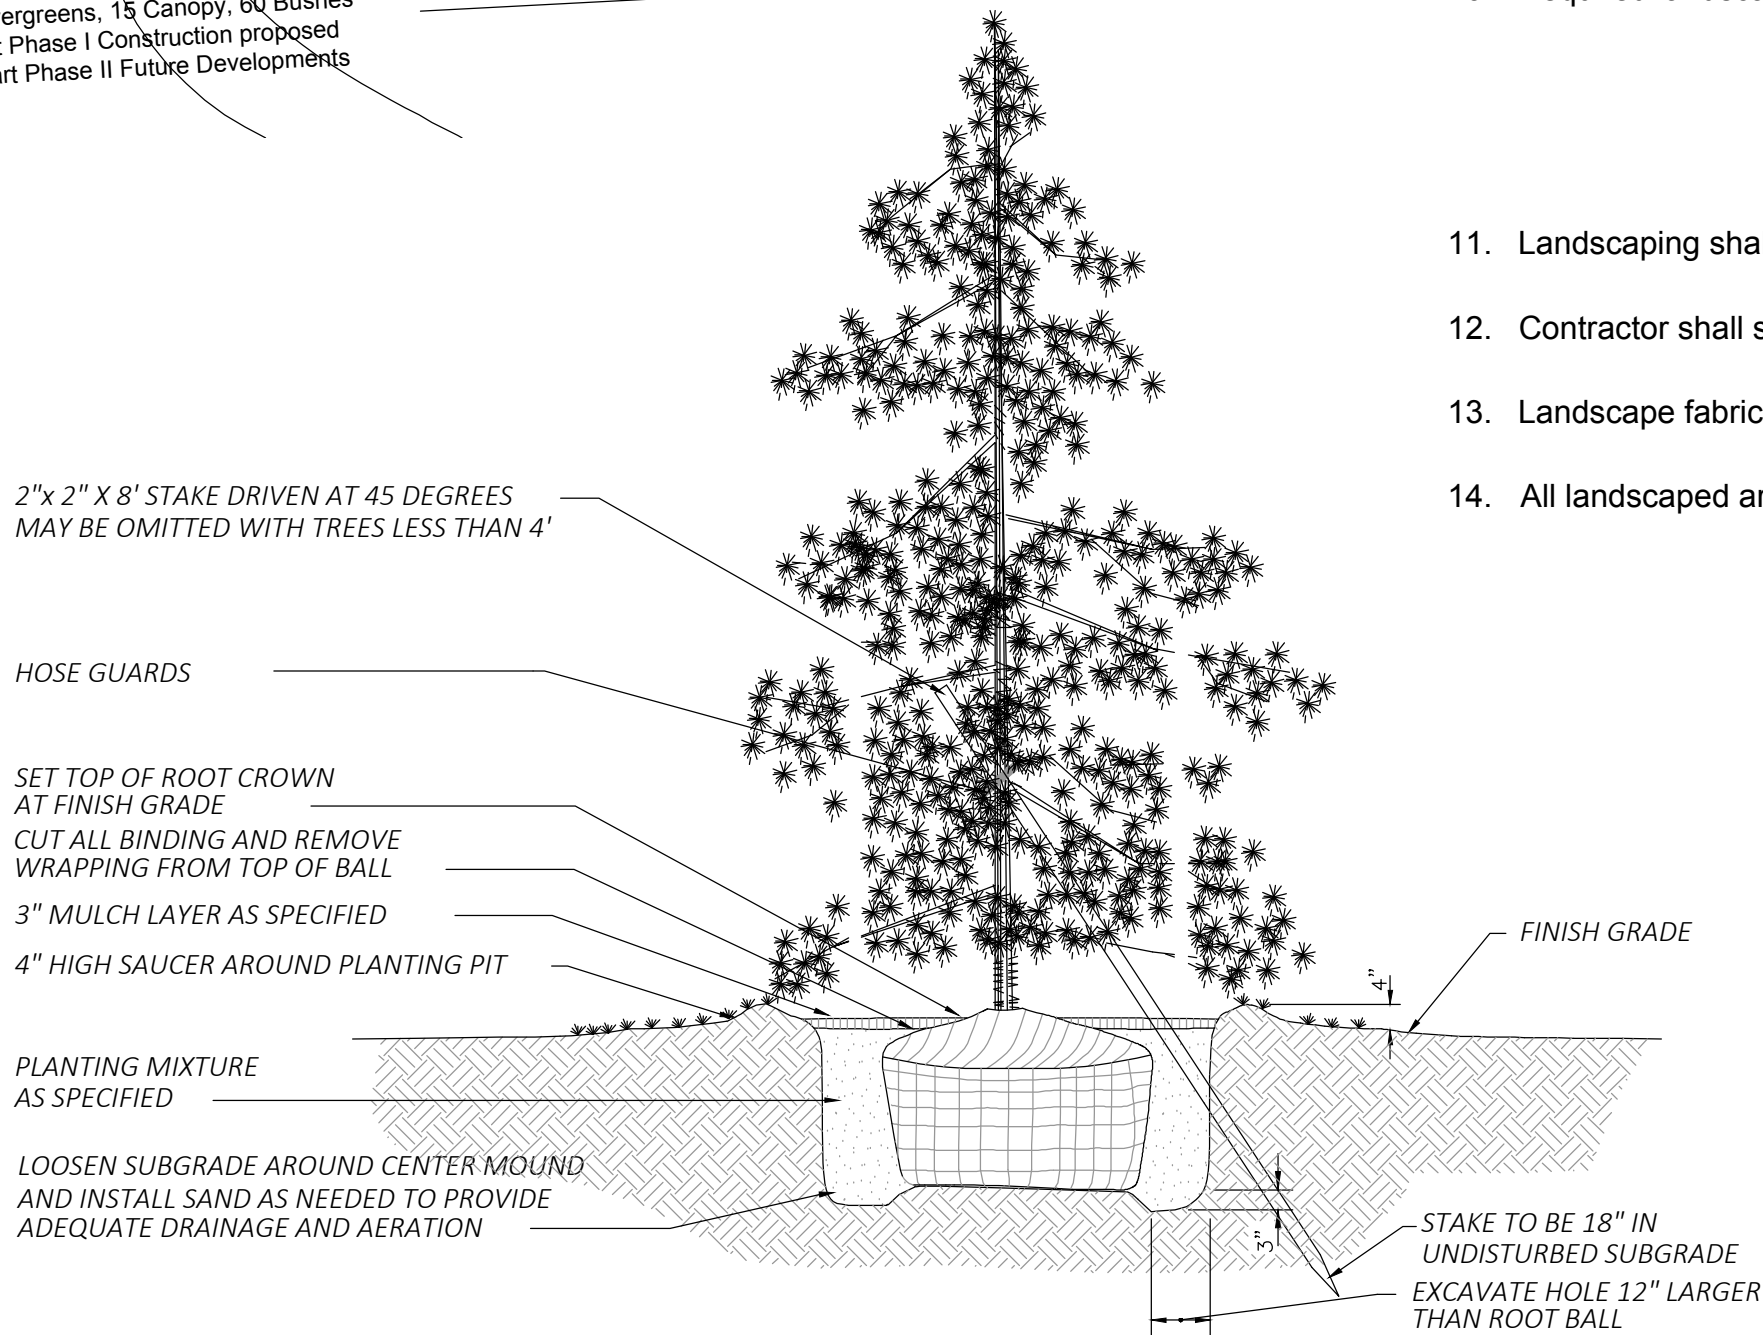 15 Canopy, 60 Bushes
Phase I Construction proposed
Phase II Future Developments
11. Landscaping
12. Contractor shall
13. Landscape fabric
14. All landscaped
2"x 2" X 8' STAKE DRIVEN AT 45 DEGREES
MAY BE OMITTED WITH TREES LESS THAN 4'
HOSE GUARDS
SET TOP OF ROOT CROWN
AT FINISH GRADE
CUT ALL BINDING AND REMOVE
WRAPPING FROM TOP OF BALL
3" MULCH LAYER AS SPECIFIED
4" HIGH SAUCER AROUND PLANTING PIT
FINISH GRADE
4"
PLANTING MIXTURE
AS SPECIFIED
LOOSEN SUBGRADE AROUND CENTER MOUND
AND INSTALL SAND AS NEEDED TO PROVIDE
ADEQUATE DRAINAGE AND AERATION
3"
STAKE TO BE 18" IN
UNDISTURBED SUBGRADE
EXCAVATE HOLE 12" LARGER
THAN ROOT BALL